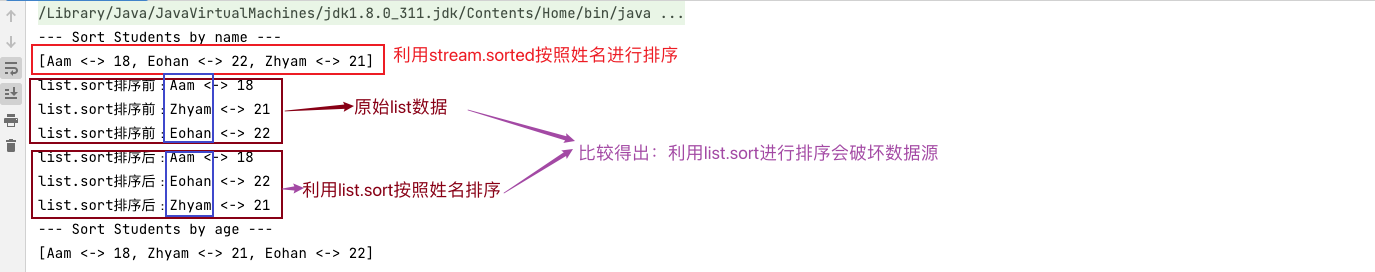 /Library/Java/JavaVirtualMachines/jdk1.8.0_311.jdk/Contents/Home/bin/java ...
--- Sort Students by name ---
[Aam <-> 18, Eohan <-> 22, Zhyam <-> 21] 利用stream.sorted按照姓名进行排序
list.sort排序前：Aam <-> 18
list.sort排序前：Zhyam <-> 21 原始list数据
list.sort排序前：Eohan <-> 22
比较得出：利用list.sort进行排序会破坏数据源
list.sort排序后：Aam <-> 18
list.sort排序后：Eohan <-> 22 利用list.sort按照姓名排序
list.sort排序后：Zhyam <-> 21
--- Sort Students by age ---
[Aam <-> 18, Zhyam <-> 21, Eohan <-> 22]